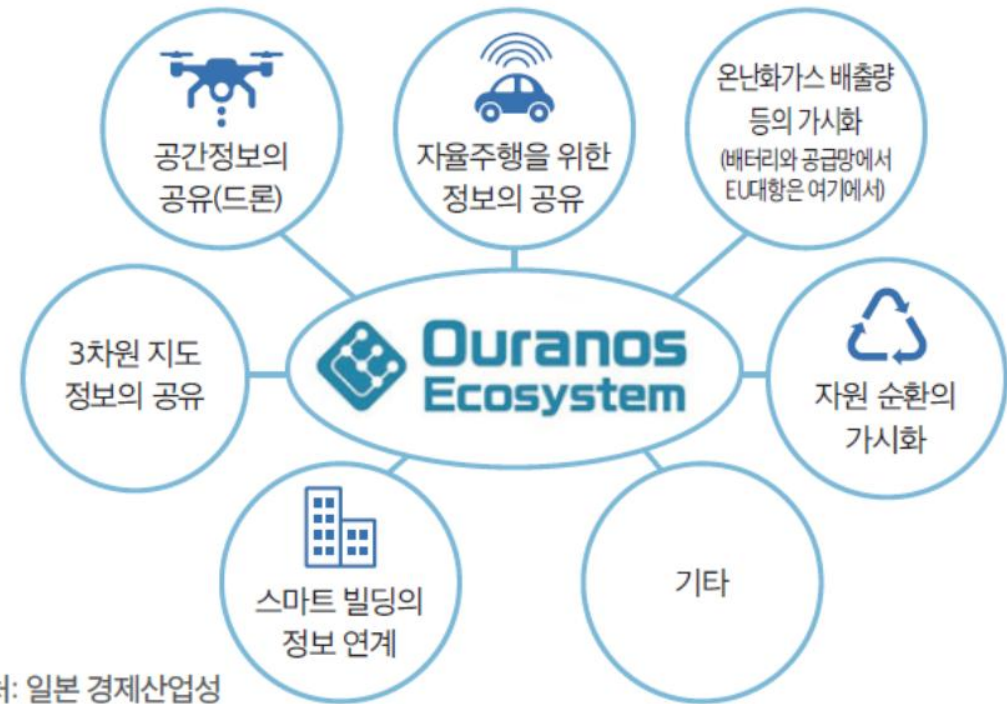 공간정보의
공유(드론)
자율주행을 위한
정보의 공유
온난화가스 배출량
등의 가시화
(배터리와 공급망에서
EU대항은 여기에서)
3차원 지도
정보의 공유
Ouranos
Ecosystem
자원 순환의
가시화
스마트 빌딩의
정보 연계
기타
일본 경제산업성